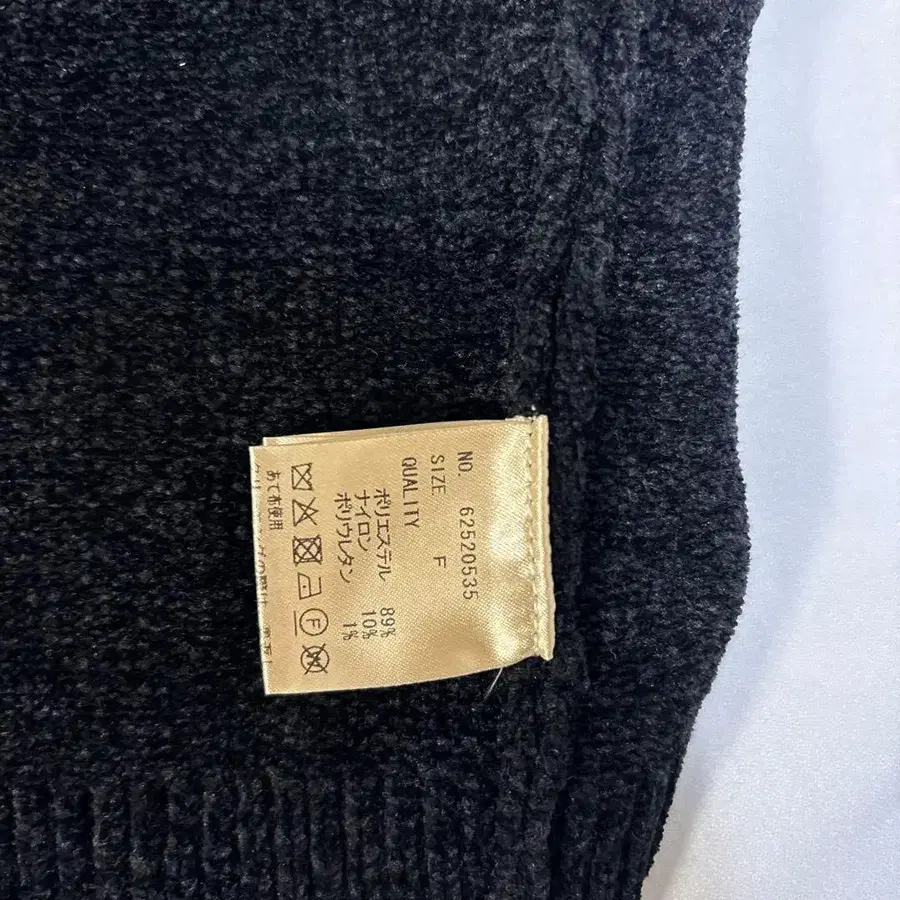 NO. 62520535
SIZE F
QUALITY
ポリエステル 89%
ナイロン 10%
ポリウレタン 1%
F
W
あて布使用